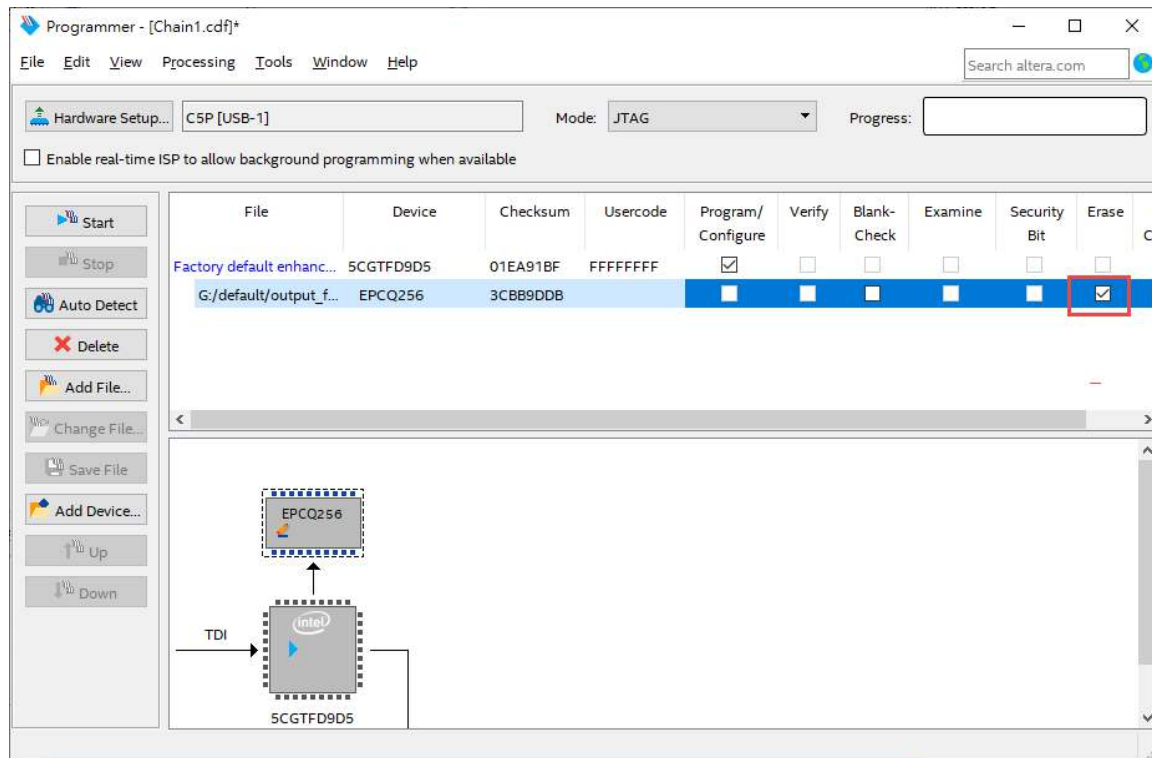 Programmer - [Chain1.cdf]*
File Edit View Processing Tools Window Help
Search altera.com
Hardware Setup... C5P [USB-1] Mode: JTAG Progress:
Enable real-time ISP to allow background programming when available
Start
Stop
Auto Detect
Delete
Add File...
Change File...
Save File
Add Device...
Up
Down
File Device Checksum Usercode Program/ Verify Blank- Examine Security Erase
Configure Check Bit C
Factory default enhanc... 5CGTFD9D5 01EA91BF FFFFFFFF
G:/default/output_f... EPCQ256 3CBB9DDB
EPCQ256
TDI
intel
5CGTFD9D5